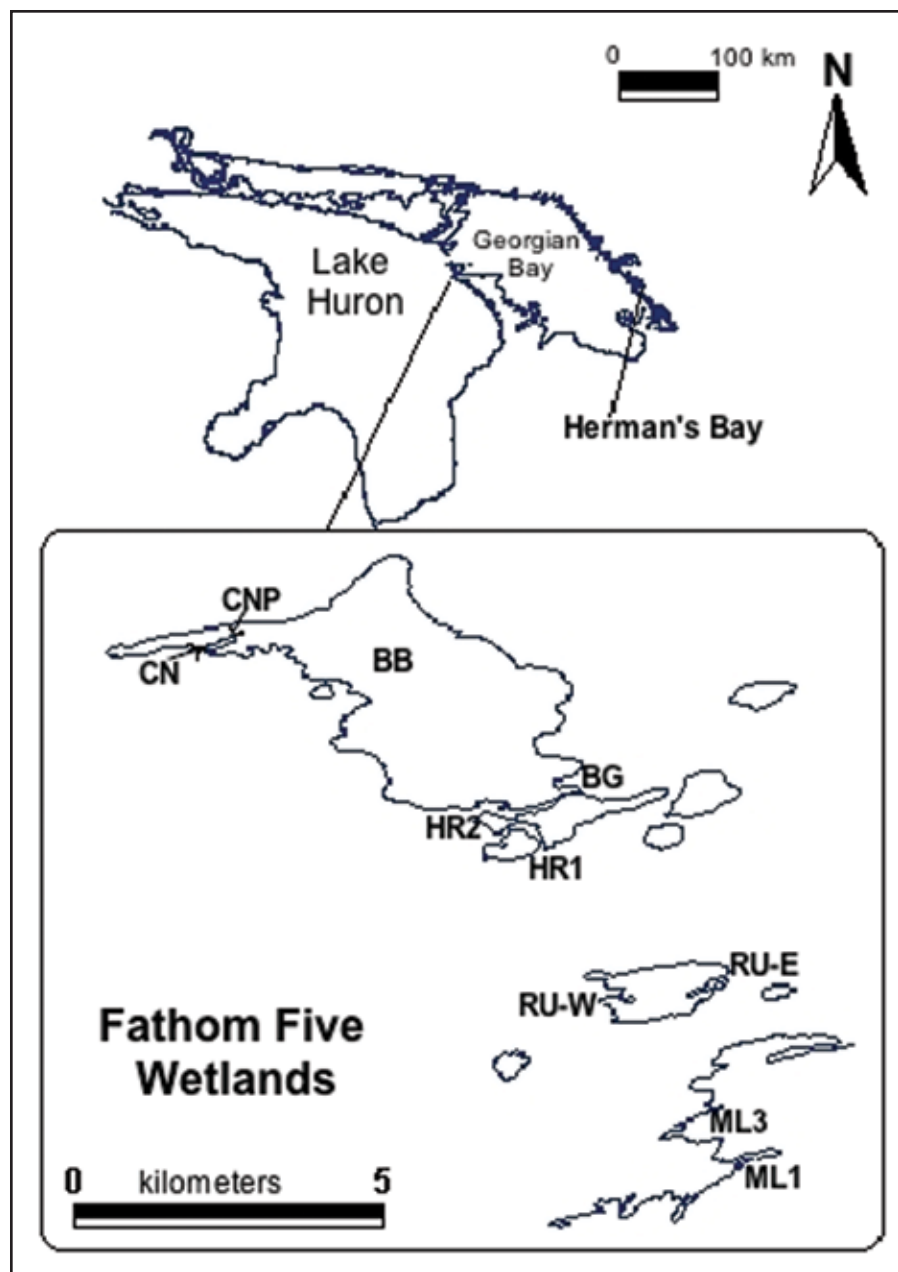 0 100 km
N
Lake
Huron
Georgian
Bay
Herman's Bay
CNP
CN
BB
BG
HR2
HR1
RU-E
RU-W
Fathom Five
Wetlands
ML3
ML1
0 kilometers 5